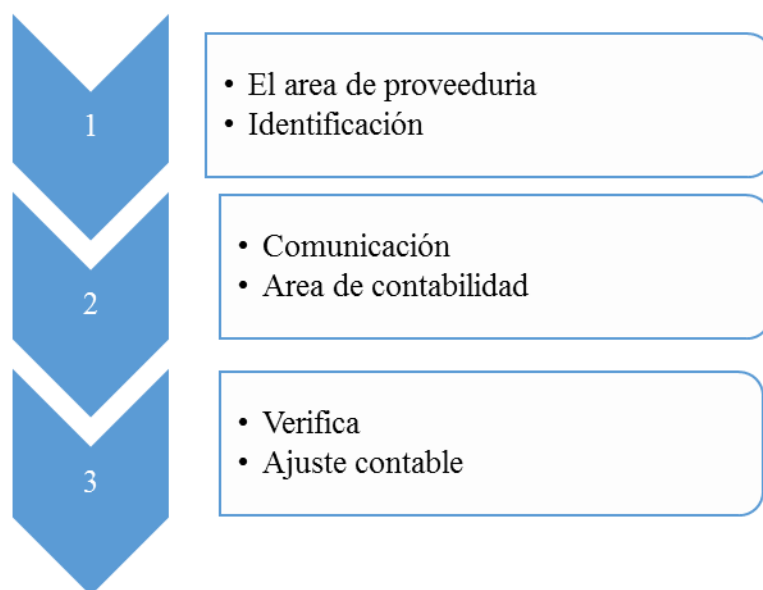 1
• El area de proveeduria
• Identificación
2
• Comunicación
• Area de contabilidad
3
• Verifica
• Ajuste contable